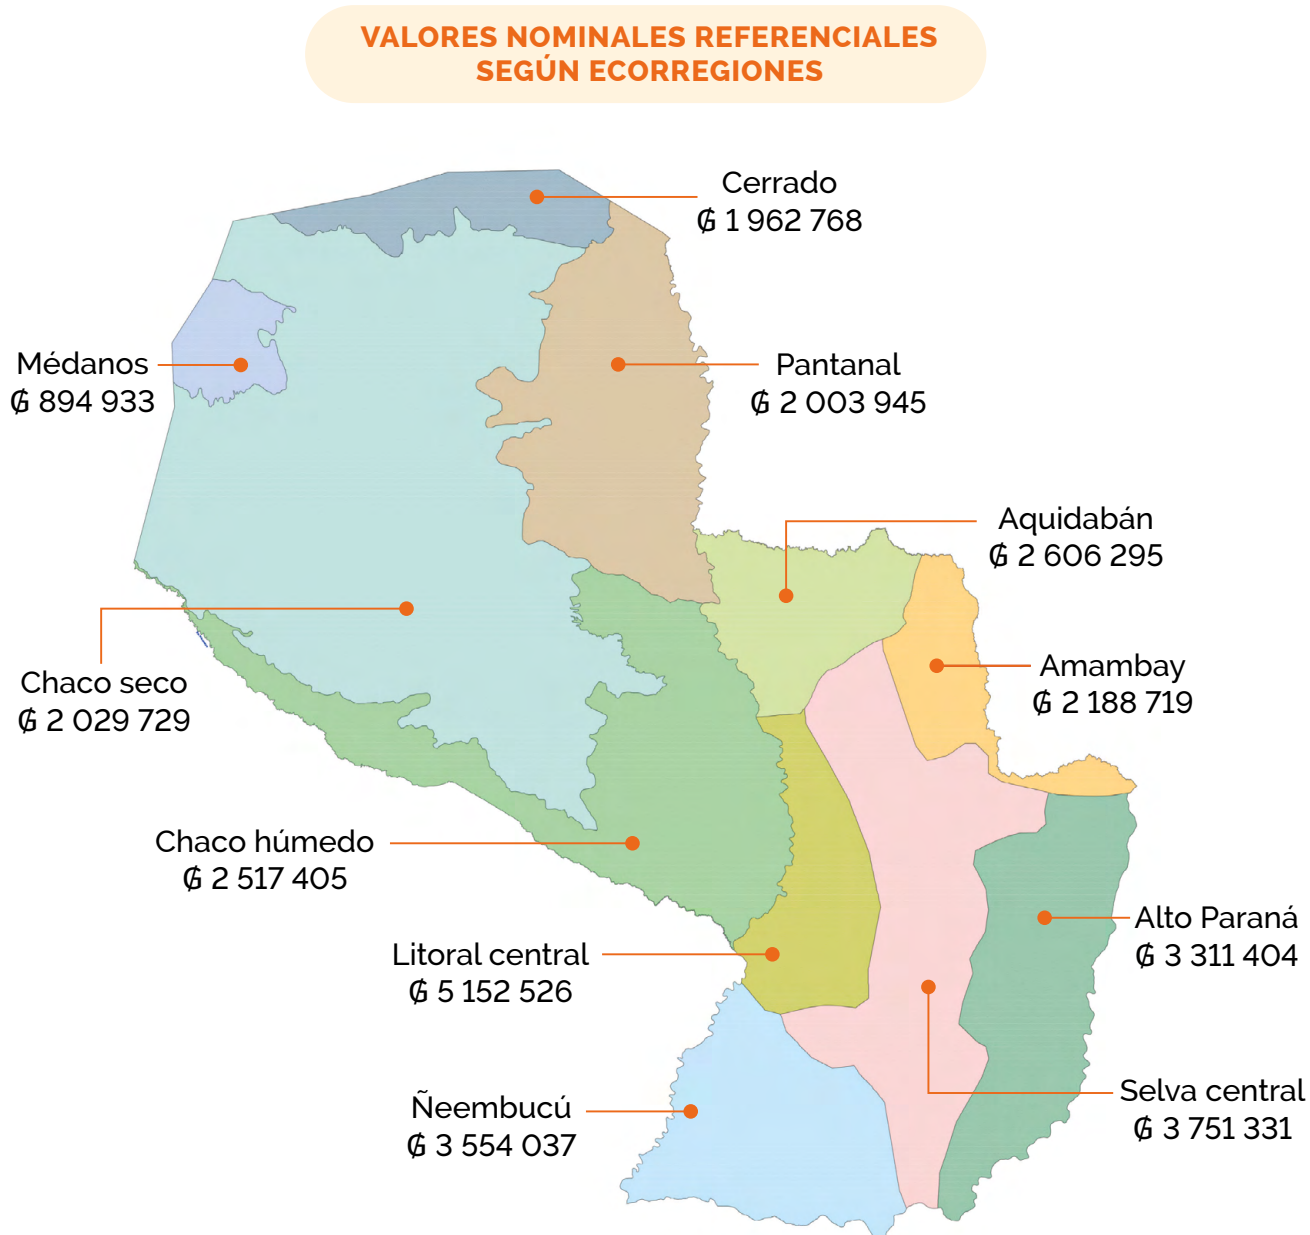 VALORES NOMINALES REFERENCIALES
SEGÚN ECORREGIONES
Cerrado
₲ 1 962 768
Médanos
₲ 894 933
Pantanal
₲ 2 003 945
Aquidabán
₲ 2 606 295
Amambay
₲ 2 188 719
Chaco seco
₲ 2 029 729
Chaco húmedo
₲ 2 517 405
Litoral central
₲ 5 152 526
Alto Paraná
₲ 3 311 404
Ñeembucú
₲ 3 554 037
Selva central
₲ 3 751 331